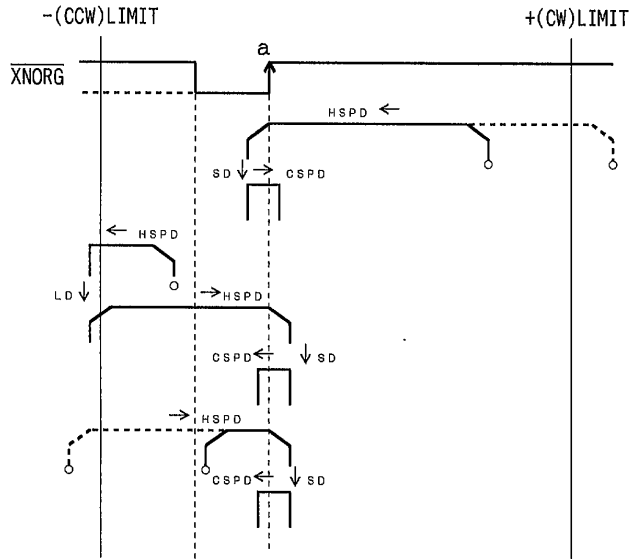 -(CCW)LIMIT +(CW)LIMIT
a
XNORG
HSPD ←
SD ↓ → CSPD
← HSPD
LD ↓ → HSPD
CSPD ← ↓ SD
→ HSPD
CSPD ← ↓ SD